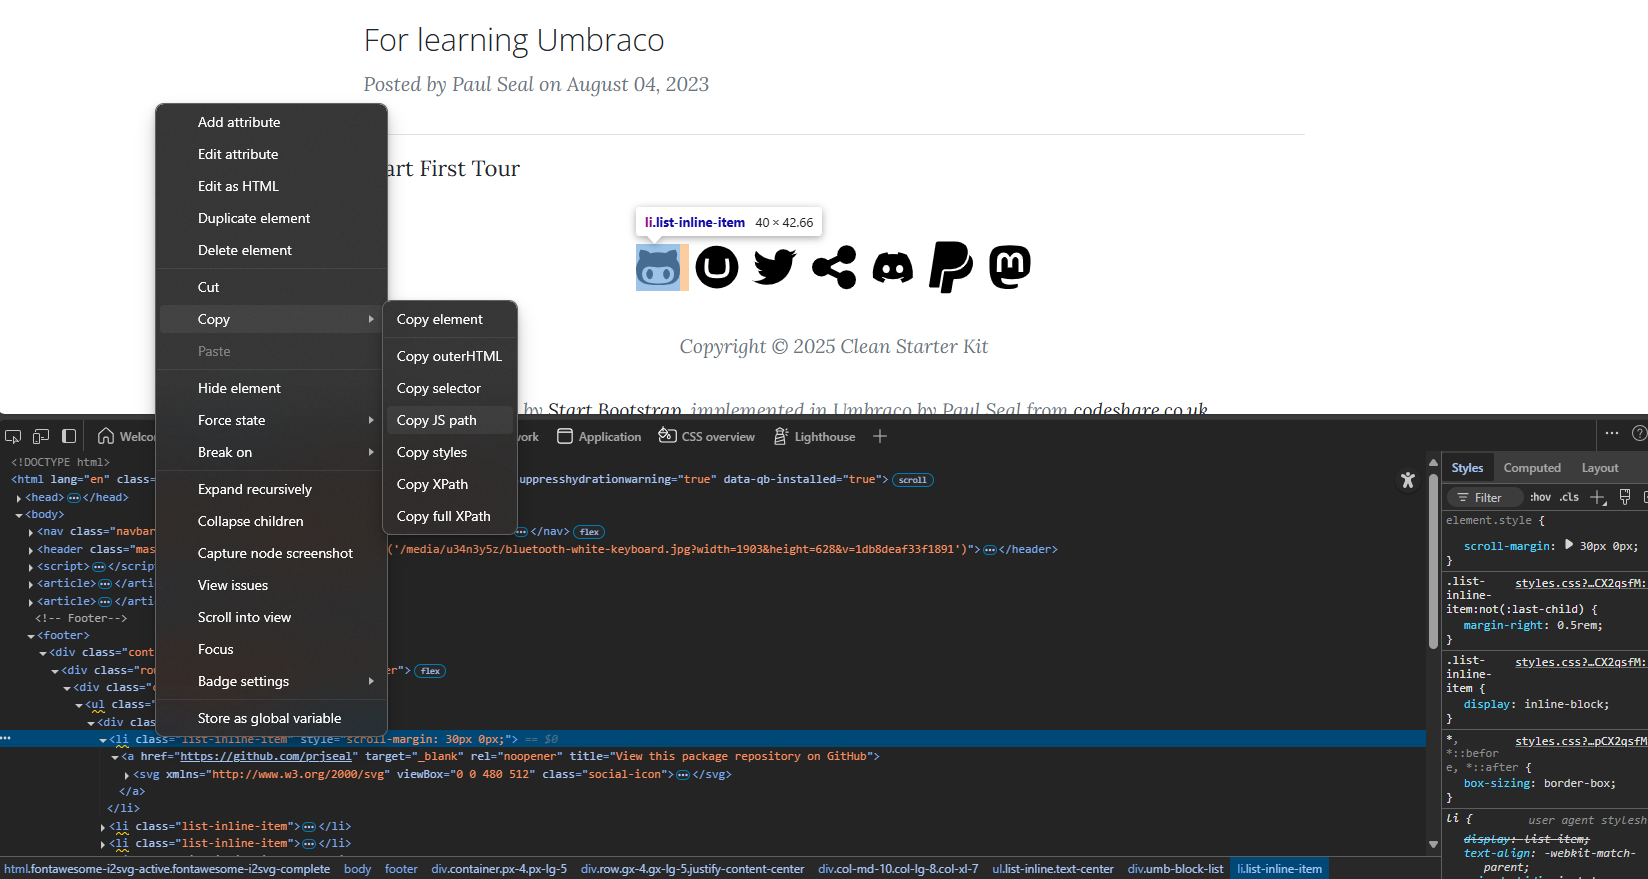 For learning Umbraco
Posted by Paul Seal on August 04, 2023
art First Tour
li.list-inline-item 40 × 42.66
Copyright © 2025 Clean Starter Kit
by Start Bootstrap, implemented in Umbraco by Paul Seal from codeshare.co.uk
Add attribute
Edit attribute
Edit as HTML
Duplicate element
Delete element
Cut
Copy
Paste
Hide element
Force state
Break on
Expand recursively
Collapse children
Capture node screenshot
View issues
Scroll into view
Focus
Badge settings
Store as global variable
Copy element
Copy outerHTML
Copy selector
Copy JS path
Copy styles
Copy XPath
Copy full XPath
Welco
ork Application CSS overview Lighthouse
<!DOCTYPE html>
<html lang="en" class= uppresshydrationwarning="true" data-qb-installed="true"> scroll
<head> </head>
<body>
<nav class="navbar </nav> flex
<header class="mas ('/media/u34n3y5z/bluetooth-white-keyboard.jpg?width=1903&height=628&v=1db8deaf33f1891')"> </header>
<script> </scrip
<article> </arti
<article> </arti
<!-- Footer-->
<footer>
<div class="cont
<div class="row er"> flex
<div class="c
<ul class="
<div clas
<li class="list-inline-item" style="scroll-margin: 30px 0px;"> == $0
<a href="https://github.com/prjseal" target="_blank" rel="noopener" title="View this package repository on GitHub">
<svg xmlns="http://www.w3.org/2000/svg" viewBox="0 0 480 512" class="social-icon"> </svg>
</a>
</li>
<li class="list-inline-item"> </li>
<li class="list-inline-item"> </li>
html.fontawesome-i2svg-active.fontawesome-i2svg-complete body footer div.container.px-4.px-lg-5 div.row.gx-4.gx-lg-5.justify-content-center div.col-md-10.col-lg-8.col-xl-7 ul.list-inline.text-center div.umb-block-list li.list-inline-item
Styles Computed Layout
Filter :hov .cls
element.style {
scroll-margin: 30px 0px;
}
.list- styles.css?…CX2qsfM:
inline-
item:not(:last-child) {
margin-right: 0.5rem;
}
.list- styles.css?…CX2qsfM:
inline-
item {
display: inline-block;
}
*, styles.css?…pCX2qsfM
*::befor
e, *::after {
box-sizing: border-box;
}
li { user agent stylesh
display: list-item;
text-align: -webkit-match-
parent;